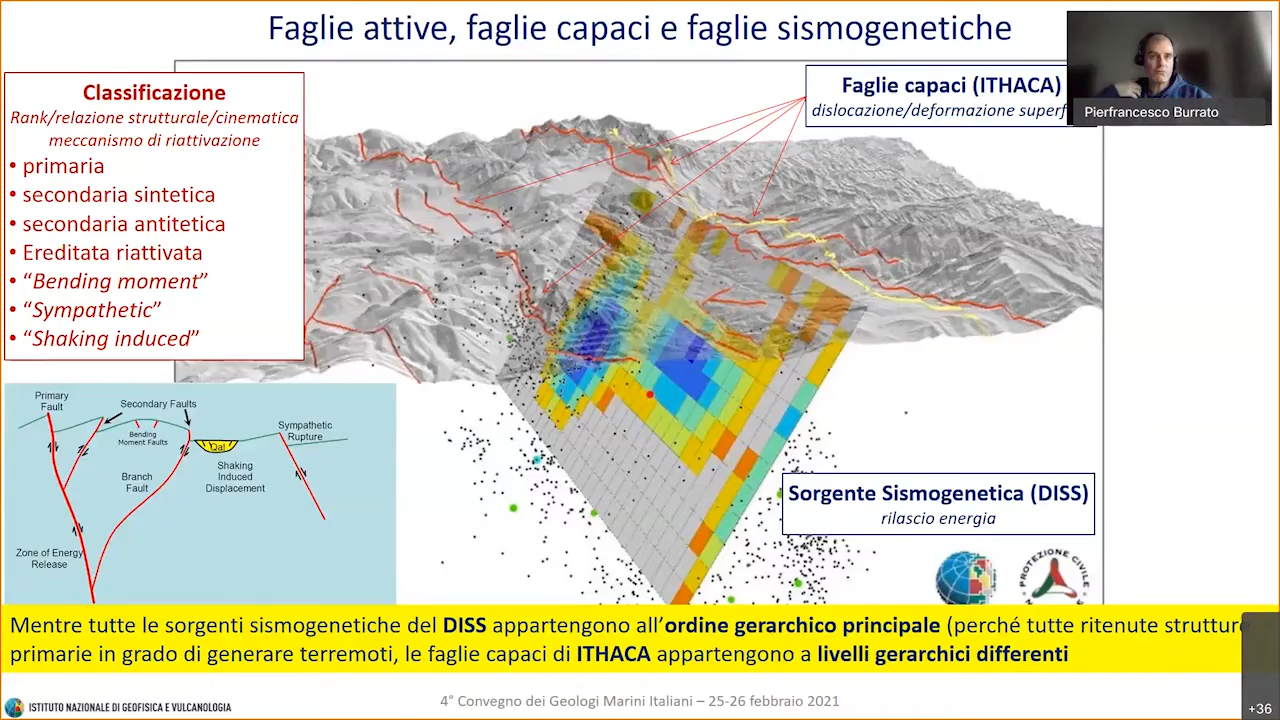 Faglie attive, faglie capaci e faglie sismogenetiche
Classificazione
Rank/relazione strutturale/cinematica
meccanismo di riattivazione
• primaria
• secondaria sintetica
• secondaria antitetica
• Ereditata riattivata
• “Bending moment”
• “Sympathetic”
• “Shaking induced”
Faglie capaci (ITHACA)
dislocazione/deformazione superf
Pierfrancesco Burrato
Primary
Fault
Secondary Faults
Bending
Moment Faults
Qal
Sympathetic
Rupture
Branch
Fault
Shaking
Induced
Displacement
Zone of Energy
Release
Sorgente Sismogenetica (DISS)
rilascio energia
PROTEZIONE CIVILE
Mentre tutte le sorgenti sismogenetiche del DISS appartengono all’ordine gerarchico principale (perché tutte ritenute strutture
primarie in grado di generare terremoti, le faglie capaci di ITHACA appartengono a livelli gerarchici differenti
ISTITUTO NAZIONALE DI GEOFISICA E VULCANOLOGIA
4° Convegno dei Geologi Marini Italiani – 25-26 febbraio 2021
+36